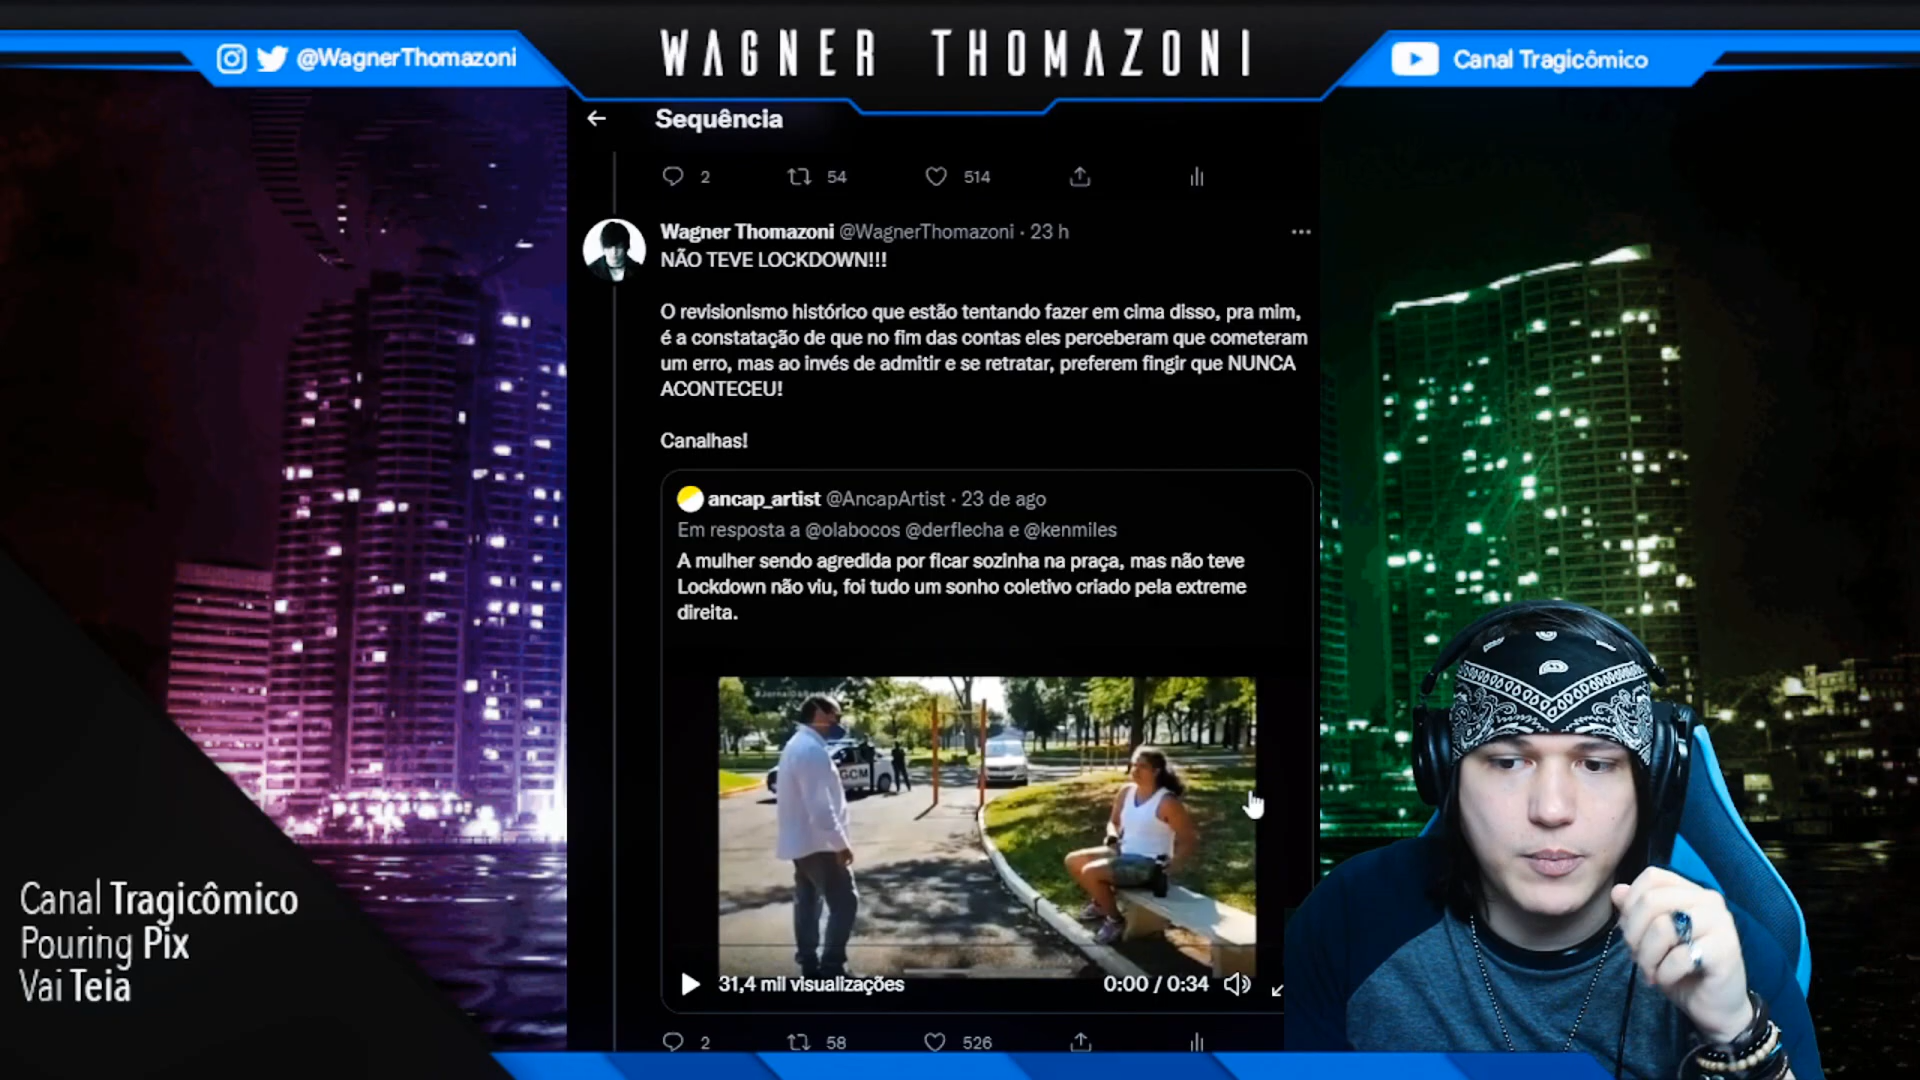 WAGNER THOMAZONI
@WagnerThomazoni
Canal Tragicômico
Sequência
2 54 514
Wagner Thomazoni @WagnerThomazoni · 23 h
NÃO TEVE LOCKDOWN!!!
O revisionismo histórico que estão tentando fazer em cima disso, pra mim,
é a constatação de que no fim das contas eles perceberam que cometeram
um erro, mas ao invés de admitir e se retratar, preferem fingir que NUNCA
ACONTECEU!
Canalhas!
ancap_artist @AncapArtist · 23 de ago
Em resposta a @olabocos @derflecha e @kenmiles
A mulher sendo agredida por ficar sozinha na praça, mas não teve
Lockdown não viu, foi tudo um sonho coletivo criado pela extreme
direita.
GCM
31,4 mil visualizações 0:00 / 0:34
2 58 526
Canal Tragicômico
Pouring Pix
Vai Teia